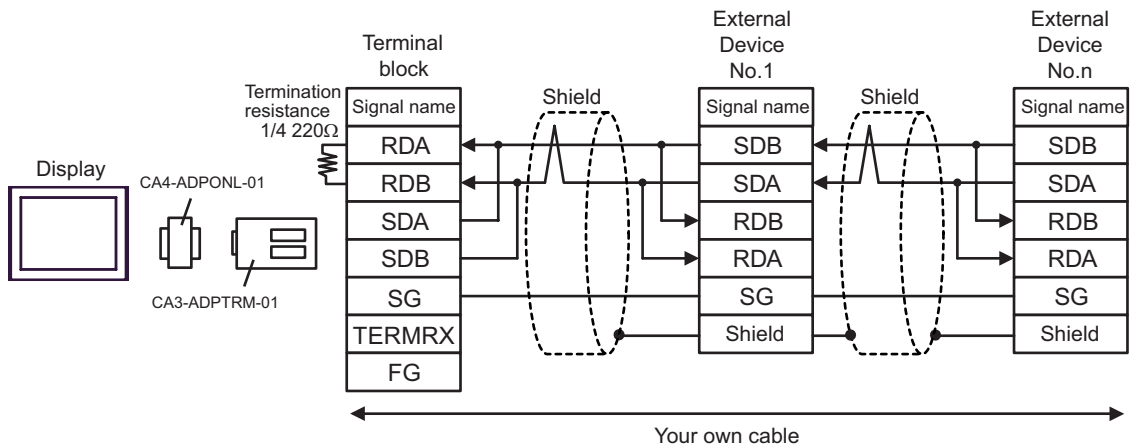 Display
CA4-ADPONL-01
CA3-ADPTRM-01
Termination
resistance
1/4 220Ω
Terminal
block
Signal name
RDA
RDB
SDA
SDB
SG
TERMRX
FG
Shield
External
Device
No.1
Signal name
SDB
SDA
RDB
RDA
SG
Shield
Shield
External
Device
No.n
Signal name
SDB
SDA
RDB
RDA
SG
Shield
Your own cable